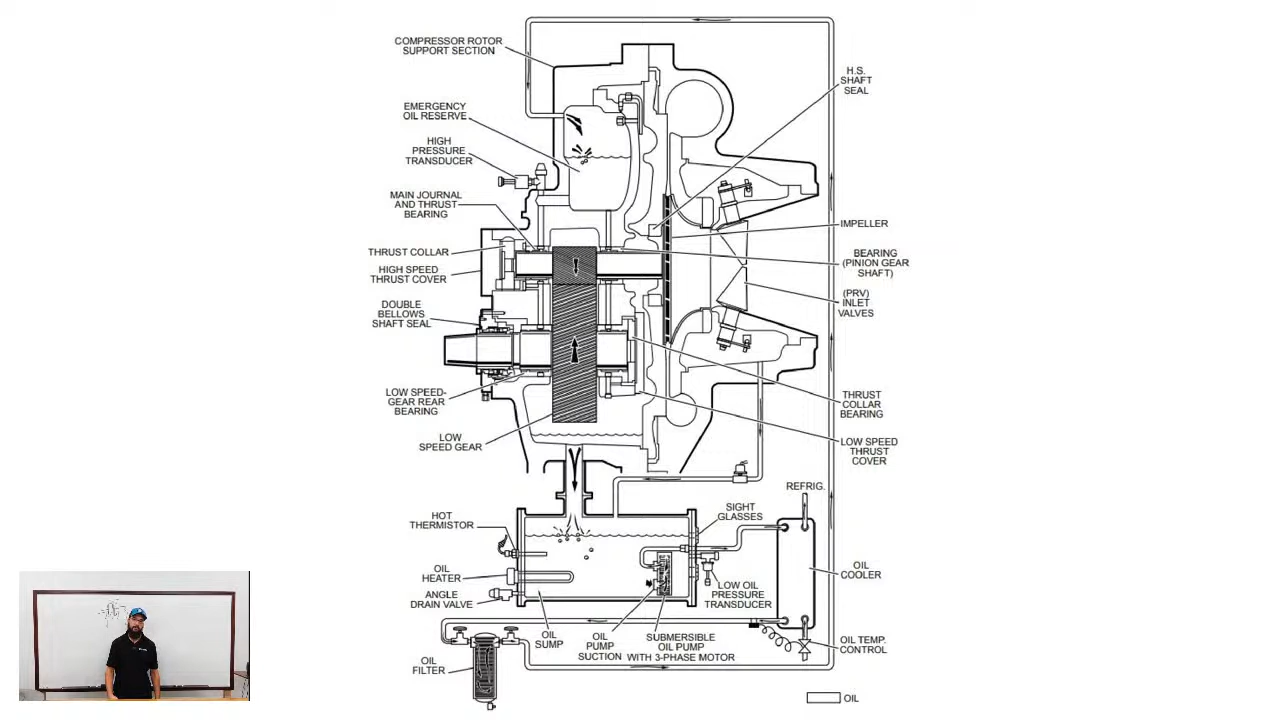 COMPRESSOR ROTOR
SUPPORT SECTION
H.S.
SHAFT
SEAL
EMERGENCY
OIL RESERVE
HIGH
PRESSURE
TRANSDUCER
MAIN JOURNAL
AND THRUST
BEARING
IMPELLER
THRUST COLLAR
BEARING
(PINION GEAR
SHAFT)
HIGH SPEED
THRUST COVER
(PRV)
INLET
VALVES
DOUBLE
BELLOWS
SHAFT SEAL
LOW SPEED-
GEAR REAR
BEARING
THRUST
COLLAR
BEARING
LOW
SPEED GEAR
LOW SPEED
THRUST
COVER
REFRIG.
SIGHT
GLASSES
HOT
THERMISTOR
OIL
HEATER
OIL
COOLER
ANGLE
DRAIN VALVE
LOW OIL
PRESSURE
TRANSDUCER
OIL
SUMP
OIL
PUMP
SUCTION
SUBMERSIBLE
OIL PUMP
WITH 3-PHASE MOTOR
OIL TEMP.
CONTROL
OIL
FILTER
OIL